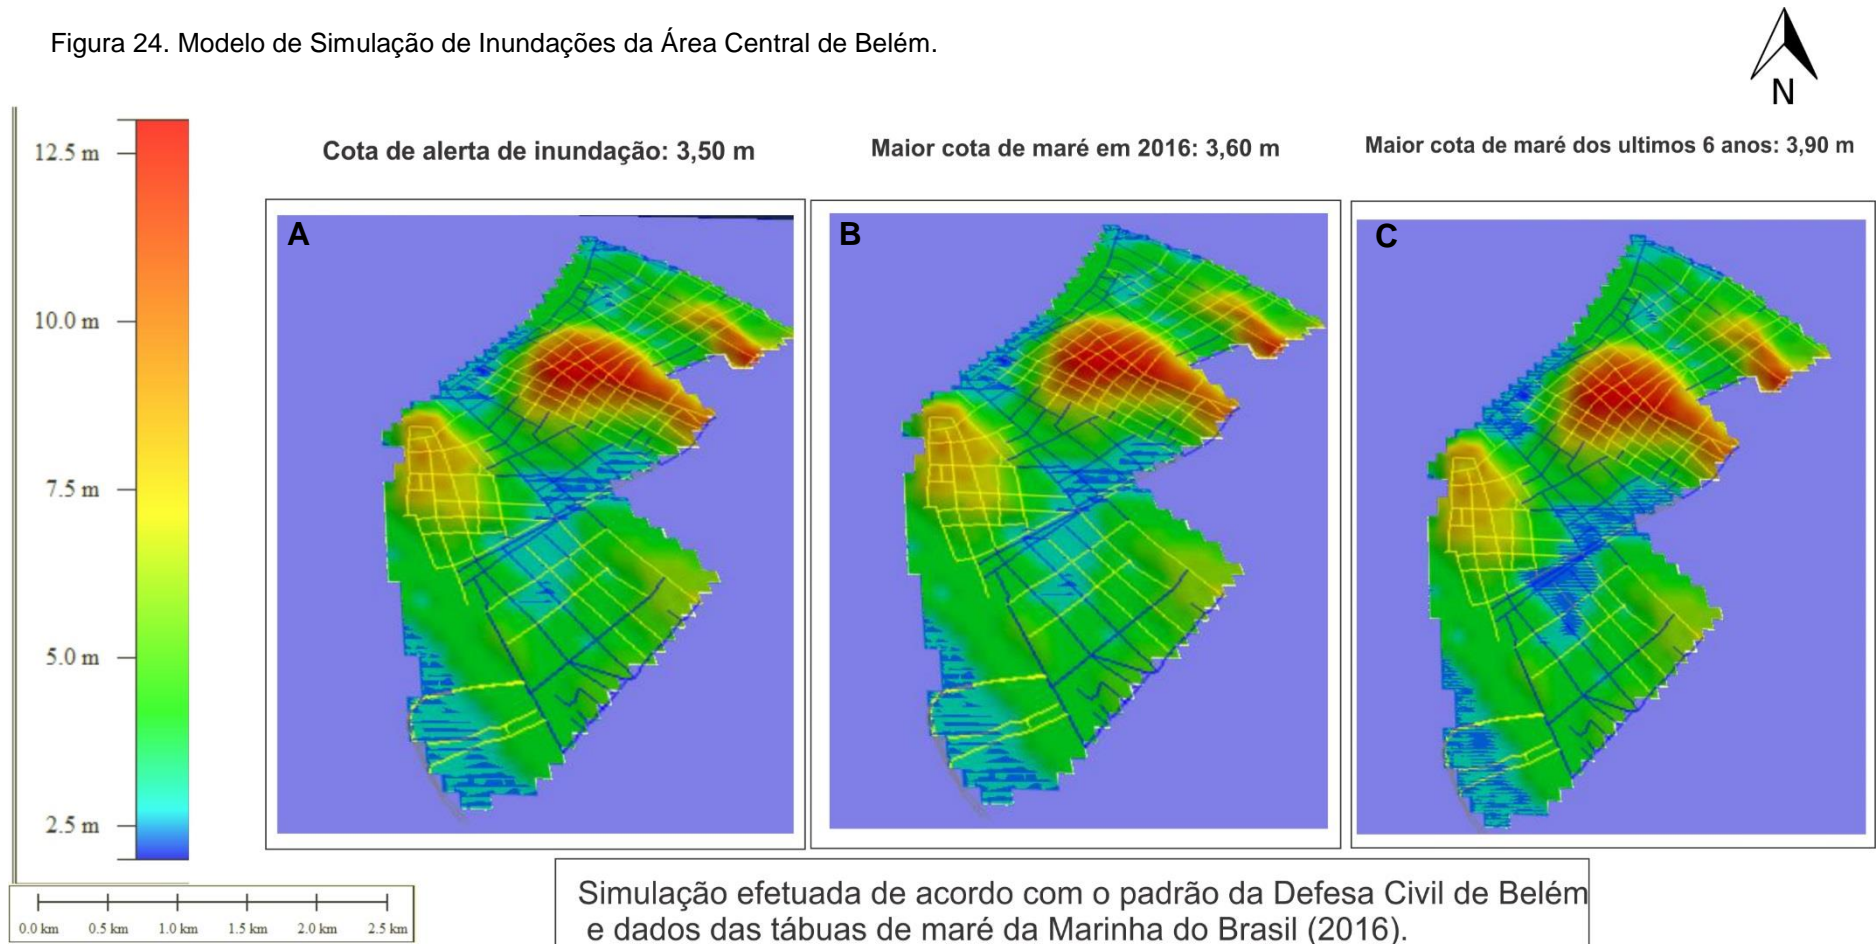 Figura 24. Modelo de Simulação de Inundações da Área Central de Belém.
N
12.5 m
10.0 m
7.5 m
5.0 m
2.5 m
Cota de alerta de inundação: 3,50 m
Maior cota de maré em 2016: 3,60 m
Maior cota de maré dos ultimos 6 anos: 3,90 m
A
B
C
0.0 km 0.5 km 1.0 km 1.5 km 2.0 km 2.5 km
Simulação efetuada de acordo com o padrão da Defesa Civil de Belém
e dados das tábuas de maré da Marinha do Brasil (2016).